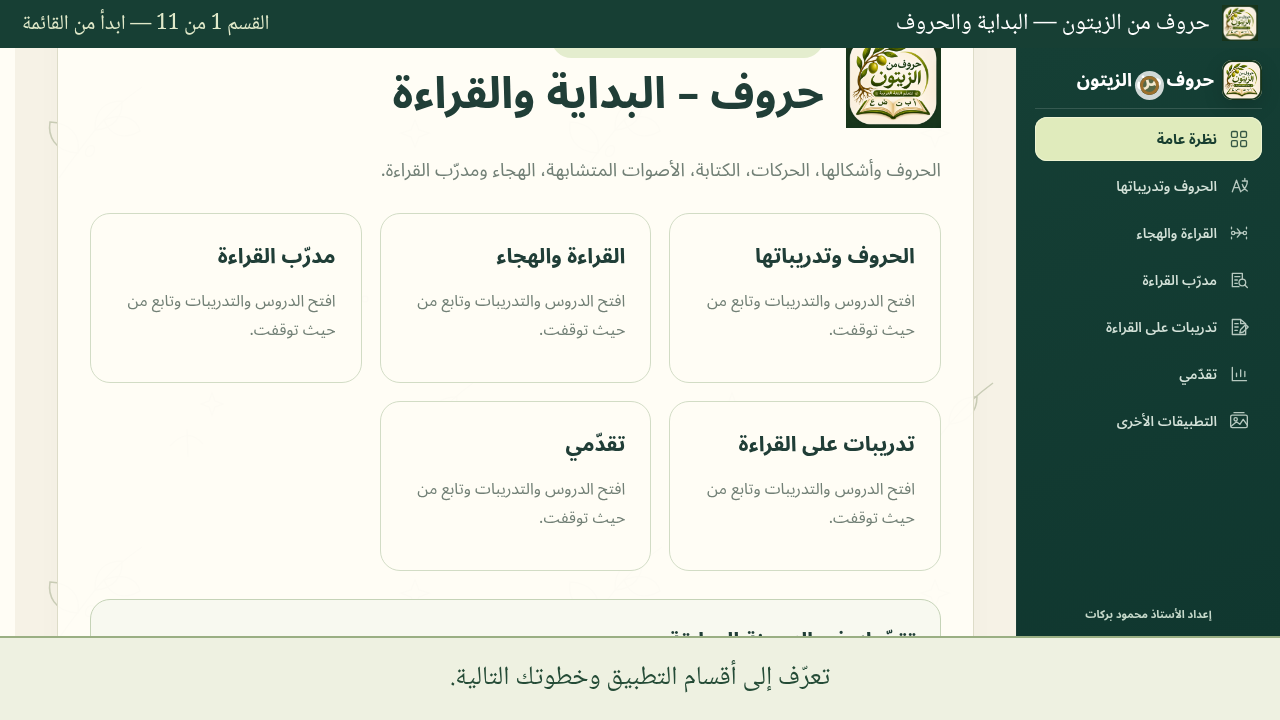 حروف من الزيتون — البداية والحروف
القسم 1 من 11 — ابدأ من القائمة
حروف من الزيتون
نظرة عامة
الحروف وتدريباتها
القراءة والهجاء
مدرّب القراءة
تدريبات على القراءة
تقدّمي
التطبيقات الأخرى
إعداد الأستاذ محمود بركات
حروف من
الزيتون
حروف – البداية والقراءة
الحروف وأشكالها، الحركات، الكتابة، الأصوات المتشابهة، الهجاء ومدرّب القراءة.
الحروف وتدريباتها
افتح الدروس والتدريبات وتابع من
حيث توقفت.
القراءة والهجاء
افتح الدروس والتدريبات وتابع من
حيث توقفت.
مدرّب القراءة
افتح الدروس والتدريبات وتابع من
حيث توقفت.
تدريبات على القراءة
افتح الدروس والتدريبات وتابع من
حيث توقفت.
تقدّمي
افتح الدروس والتدريبات وتابع من
حيث توقفت.
تعرّف إلى أقسام التطبيق وخطوتك التالية.